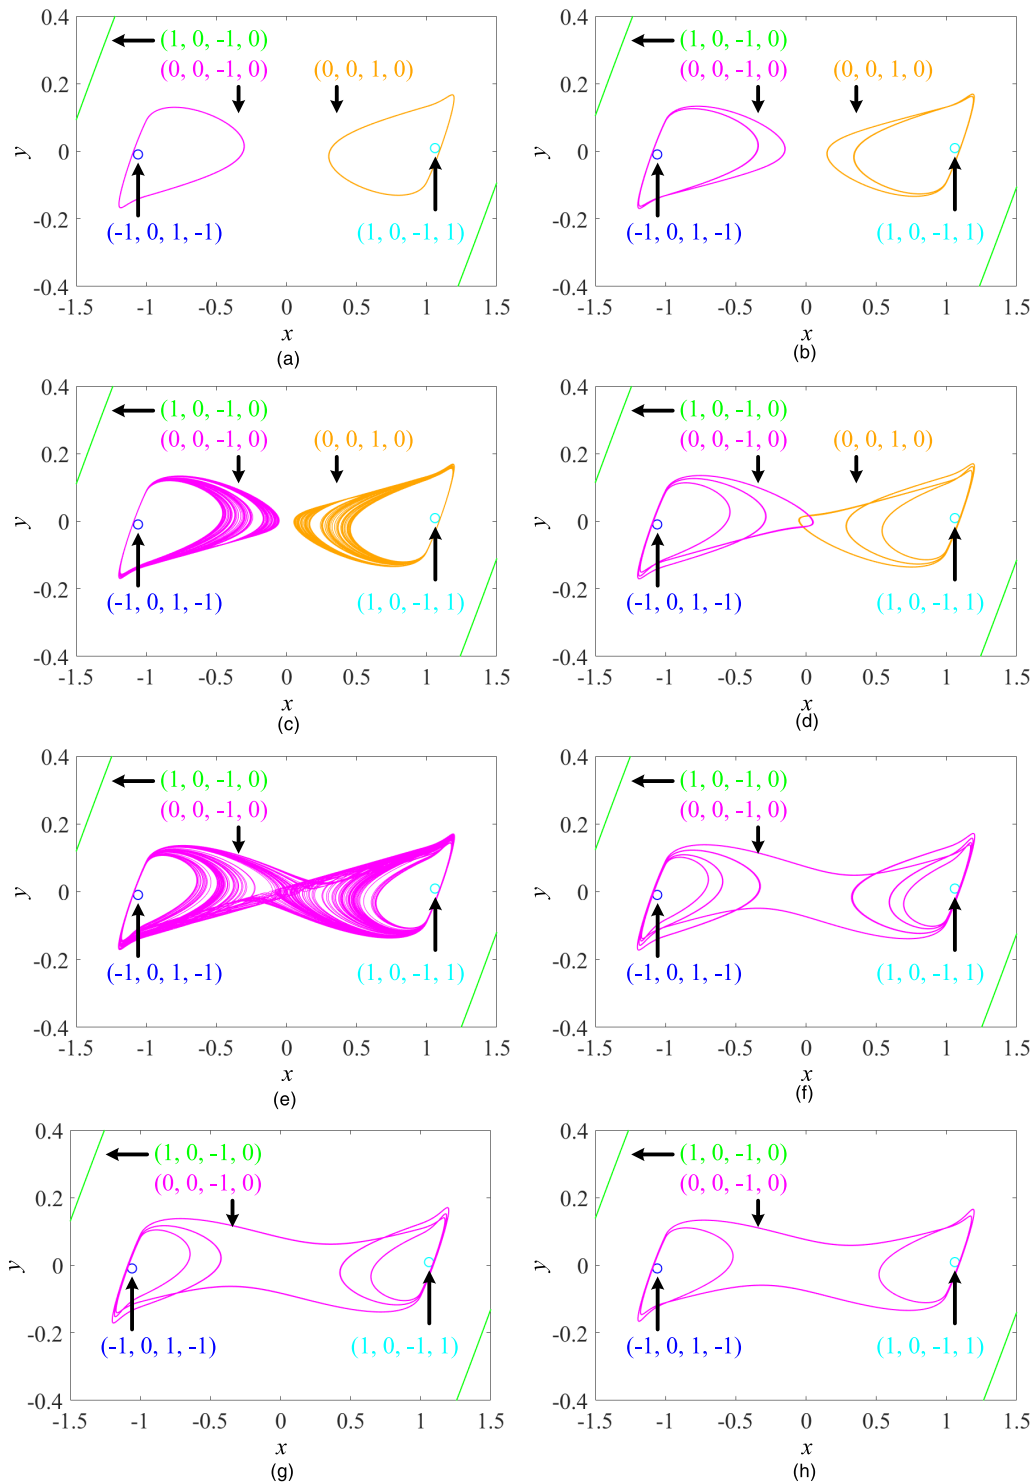 0.4
(1, 0, -1, 0)
(0, 0, -1, 0) (0, 0, 1, 0)
0.2
y 0
-0.2
(-1, 0, 1, -1) (1, 0, -1, 1)
-0.4
-1.5 -1 -0.5 0 0.5 1 1.5
x
(a)
0.4
(1, 0, -1, 0)
(0, 0, -1, 0) (0, 0, 1, 0)
0.2
y 0
-0.2
(-1, 0, 1, -1) (1, 0, -1, 1)
-0.4
-1.5 -1 -0.5 0 0.5 1 1.5
x
(b)
0.4
(1, 0, -1, 0)
(0, 0, -1, 0) (0, 0, 1, 0)
0.2
y 0
-0.2
(-1, 0, 1, -1) (1, 0, -1, 1)
-0.4
-1.5 -1 -0.5 0 0.5 1 1.5
x
(c)
0.4
(1, 0, -1, 0)
(0, 0, -1, 0) (0, 0, 1, 0)
0.2
y 0
-0.2
(-1, 0, 1, -1) (1, 0, -1, 1)
-0.4
-1.5 -1 -0.5 0 0.5 1 1.5
x
(d)
0.4
(1, 0, -1, 0)
(0, 0, -1, 0)
0.2
y 0
-0.2
(-1, 0, 1, -1) (1, 0, -1, 1)
-0.4
-1.5 -1 -0.5 0 0.5 1 1.5
x
(e)
0.4
(1, 0, -1, 0)
(0, 0, -1, 0)
0.2
y 0
-0.2
(-1, 0, 1, -1) (1, 0, -1, 1)
-0.4
-1.5 -1 -0.5 0 0.5 1 1.5
x
(f)
0.4
(1, 0, -1, 0)
(0, 0, -1, 0)
0.2
y 0
-0.2
(-1, 0, 1, -1) (1, 0, -1, 1)
-0.4
-1.5 -1 -0.5 0 0.5 1 1.5
x
(g)
0.4
(1, 0, -1, 0)
(0, 0, -1, 0)
0.2
y 0
-0.2
(-1, 0, 1, -1) (1, 0, -1, 1)
-0.4
-1.5 -1 -0.5 0 0.5 1 1.5
x
(h)